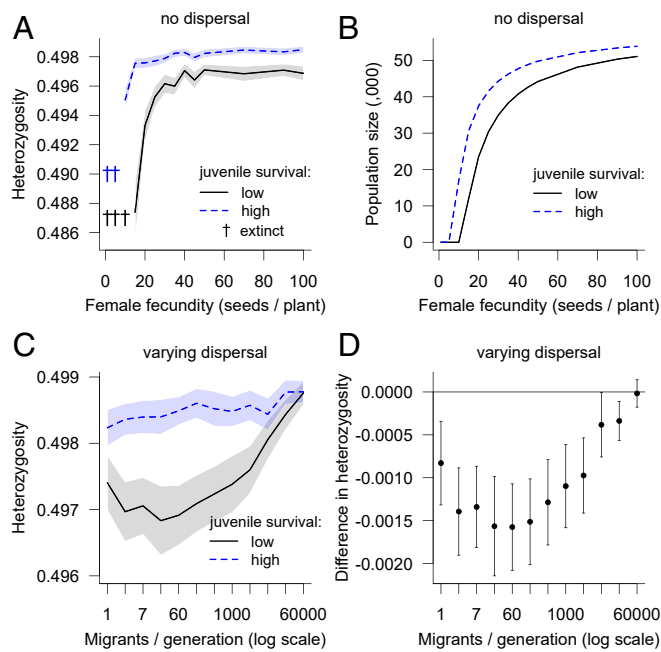 A
no dispersal
Heterozygosity
0.498
0.496
0.494
0.492
0.490
0.488
0.486
††
†††
juvenile survival:
low
high
† extinct
0 20 40 60 80 100
Female fecundity (seeds / plant)
B
no dispersal
Population size (,000)
50
40
30
20
10
0
juvenile survival:
low
high
0 20 40 60 80 100
Female fecundity (seeds / plant)
C
varying dispersal
Heterozygosity
0.499
0.498
0.497
0.496
juvenile survival:
low
high
1 7 60 1000 60000
Migrants / generation (log scale)
D
varying dispersal
Difference in heterozygosity
0.0000
-0.0005
-0.0010
-0.0015
-0.0020
1 7 60 1000 60000
Migrants / generation (log scale)